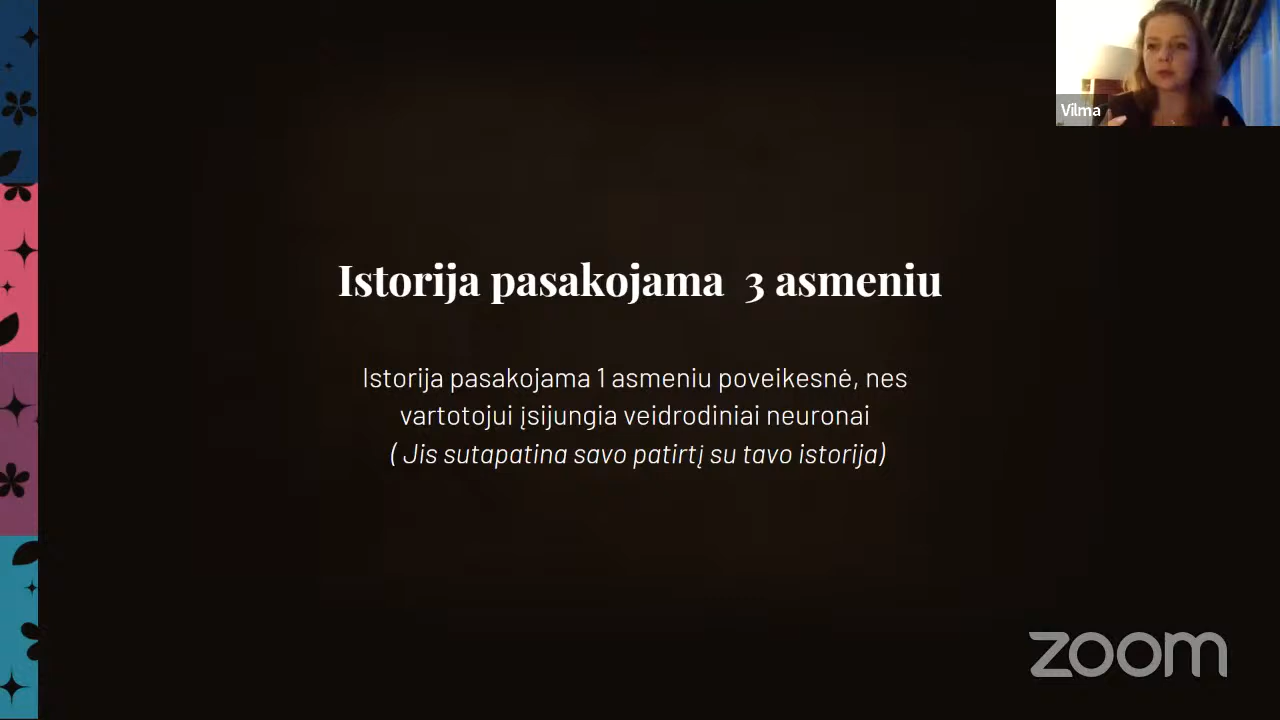 Vilma
Istorija pasakojama 3 asmeniu
Istorija pasakojama 1 asmeniu poveikesnė, nes
vartotojui įsijungia veidrodiniai neuronai
( Jis sutapatina savo patirtį su tavo istorija)
zoom